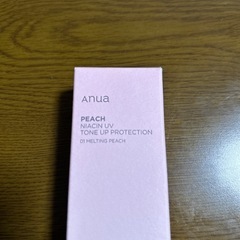 Anua
PEACH
NIACIN UV
TONE UP PROTECTION
01 MELTING PEACH